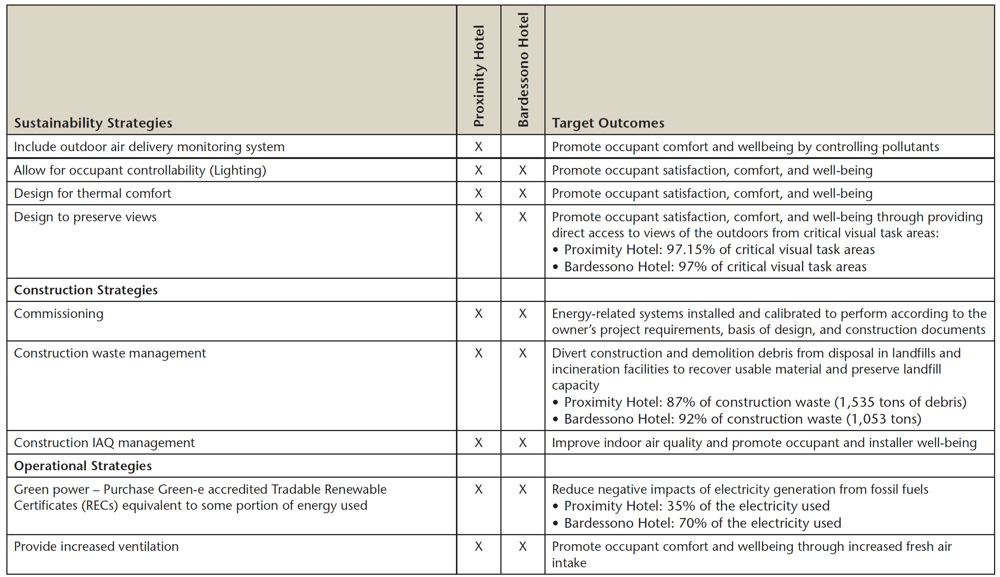 Sustainability Strategies
Proximity Hotel
Bardessono Hotel
Target Outcomes
Include outdoor air delivery monitoring system
X
Promote occupant comfort and wellbeing by controlling pollutants
Allow for occupant controllability (Lighting)
X
X
Promote occupant satisfaction, comfort, and well-being
Design for thermal comfort
X
X
Promote occupant satisfaction, comfort, and well-being
Design to preserve views
X
X
Promote occupant satisfaction, comfort, and well-being through providing
direct access to views of the outdoors from critical visual task areas:
• Proximity Hotel: 97.15% of critical visual task areas
• Bardessono Hotel: 97% of critical visual task areas
Construction Strategies
Commissioning
X
X
Energy-related systems installed and calibrated to perform according to the
owner’s project requirements, basis of design, and construction documents
Construction waste management
X
X
Divert construction and demolition debris from disposal in landfills and
incineration facilities to recover usable material and preserve landfill
capacity
• Proximity Hotel: 87% of construction waste (1,535 tons of debris)
• Bardessono Hotel: 92% of construction waste (1,053 tons)
Construction IAQ management
X
X
Improve indoor air quality and promote occupant and installer well-being
Operational Strategies
Green power – Purchase Green-e accredited Tradable Renewable
Certificates (RECs) equivalent to some portion of energy used
X
X
Reduce negative impacts of electricity generation from fossil fuels
• Proximity Hotel: 35% of the electricity used
• Bardessono Hotel: 70% of the electricity used
Provide increased ventilation
X
X
Promote occupant comfort and wellbeing through increased fresh air
intake